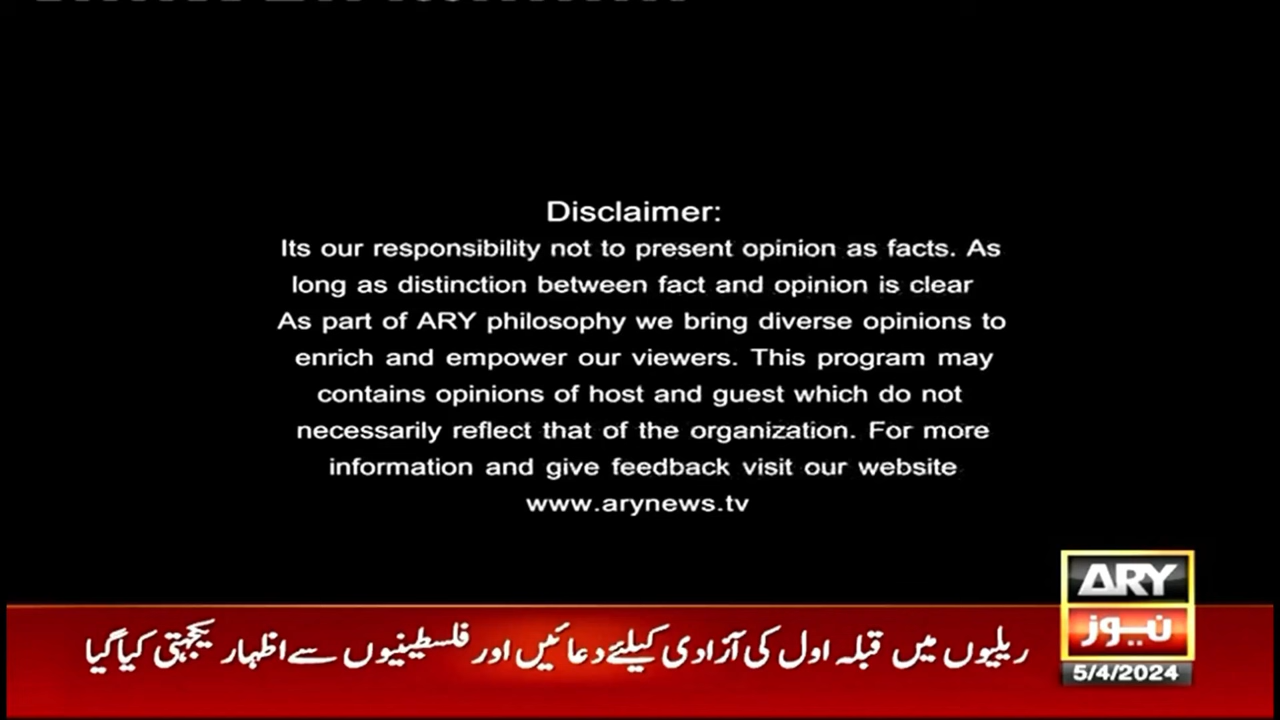 Disclaimer:
Its our responsibility not to present opinion as facts. As
long as distinction between fact and opinion is clear
As part of ARY philosophy we bring diverse opinions to
enrich and empower our viewers. This program may
contains opinions of host and guest which do not
necessarily reflect that of the organization. For more
information and give feedback visit our website
www.arynews.tv
ARY
نیوز
5/4/2024
ریلیوں میں قبلہ اول کی آزادی کیلئے دعائیں اور فلسطینیوں سے اظہار یکجہتی کیا گیا